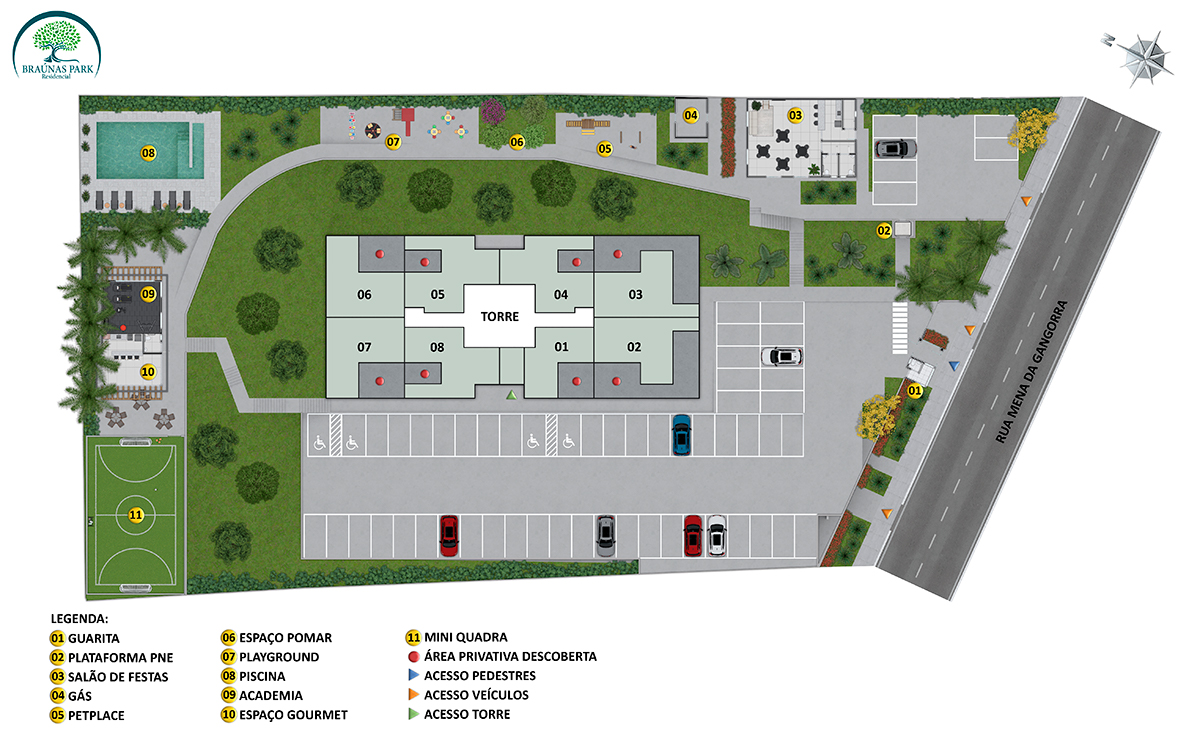 BRAÚNAS PARK
Residencial
N
04
03
08
07
06
05
02
09
10
11
06
05
04
03
TORRE
07
08
01
02
01
RUA MENA DA GANGORRA
LEGENDA:
01 GUARITA
02 PLATAFORMA PNE
03 SALÃO DE FESTAS
04 GÁS
05 PETPLACE
06 ESPAÇO POMAR
07 PLAYGROUND
08 PISCINA
09 ACADEMIA
10 ESPAÇO GOURMET
11 MINI QUADRA
ÁREA PRIVATIVA DESCOBERTA
ACESSO PEDESTRES
ACESSO VEÍCULOS
ACESSO TORRE